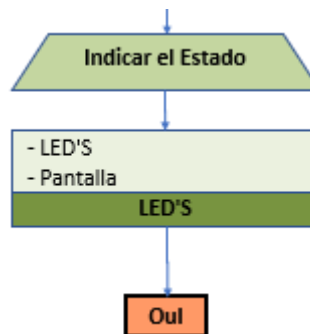 Indicar el Estado
- LED'S
- Pantalla
LED'S
Oul